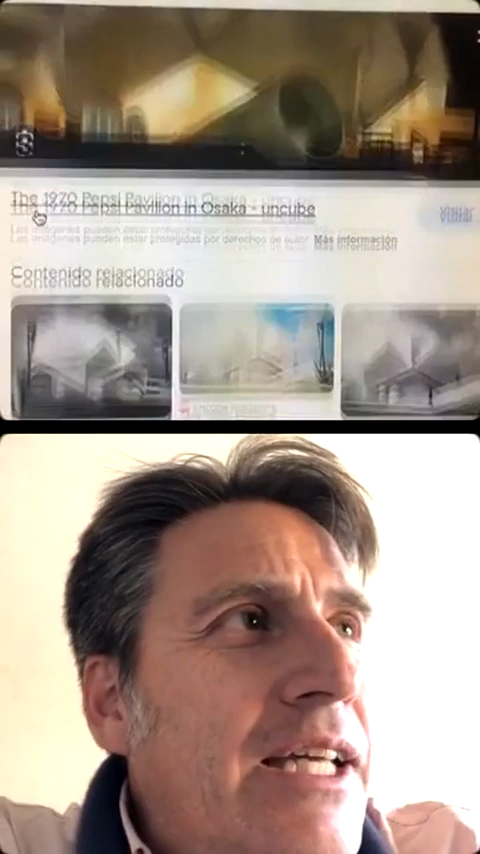 The 1970 Pepsi Pavilion in Osaka - uncube
Visitar
Las imágenes pueden estar protegidas por derechos de autor. Más información
Contenido relacionado